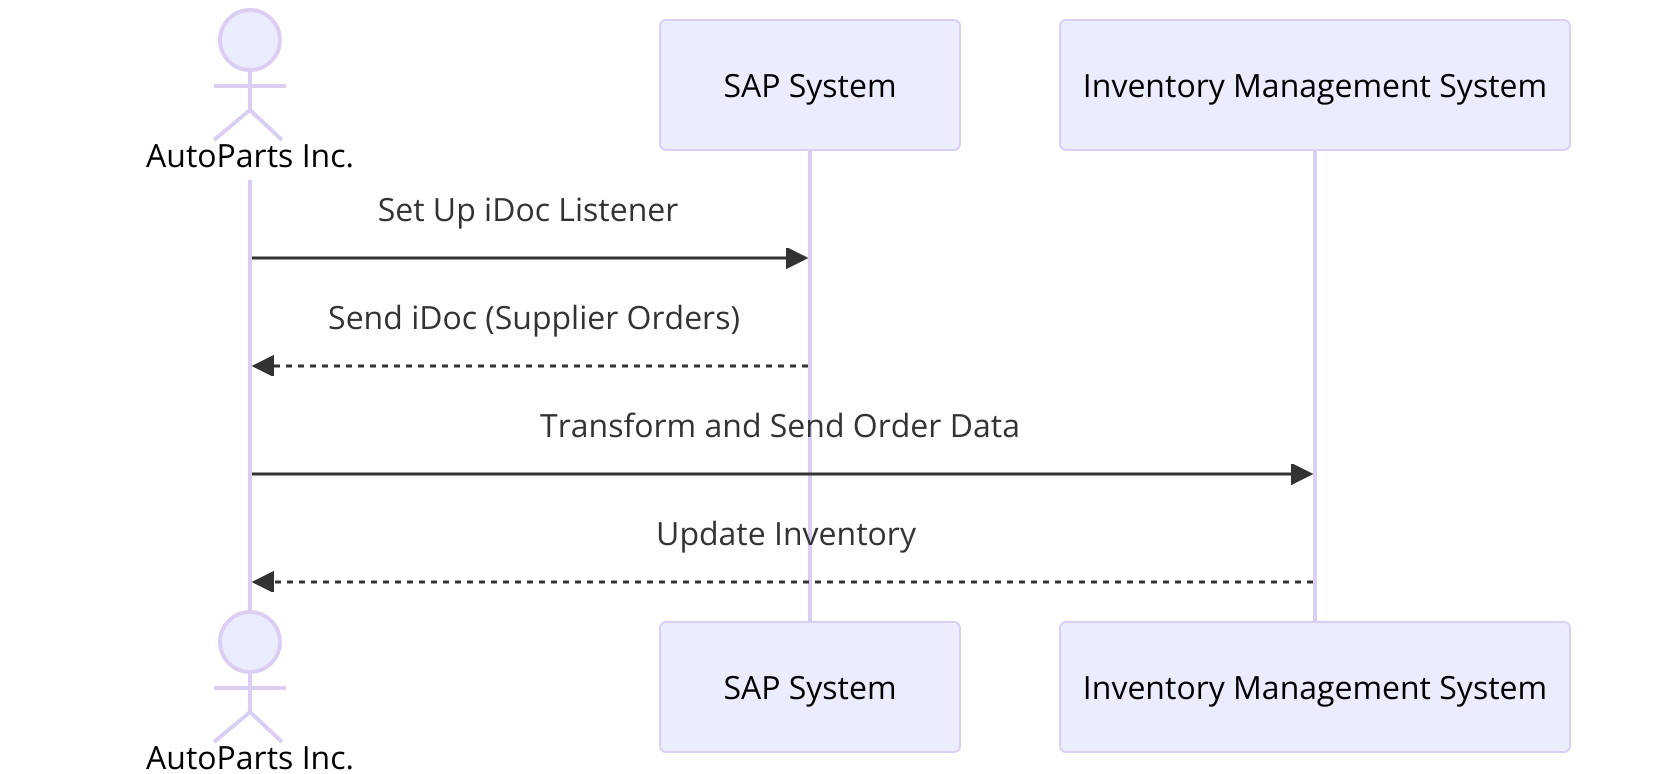 SAP System
Inventory Management System
AutoParts Inc.
Set Up iDoc Listener
Send iDoc (Supplier Orders)
Transform and Send Order Data
Update Inventory
SAP System
Inventory Management System
AutoParts Inc.